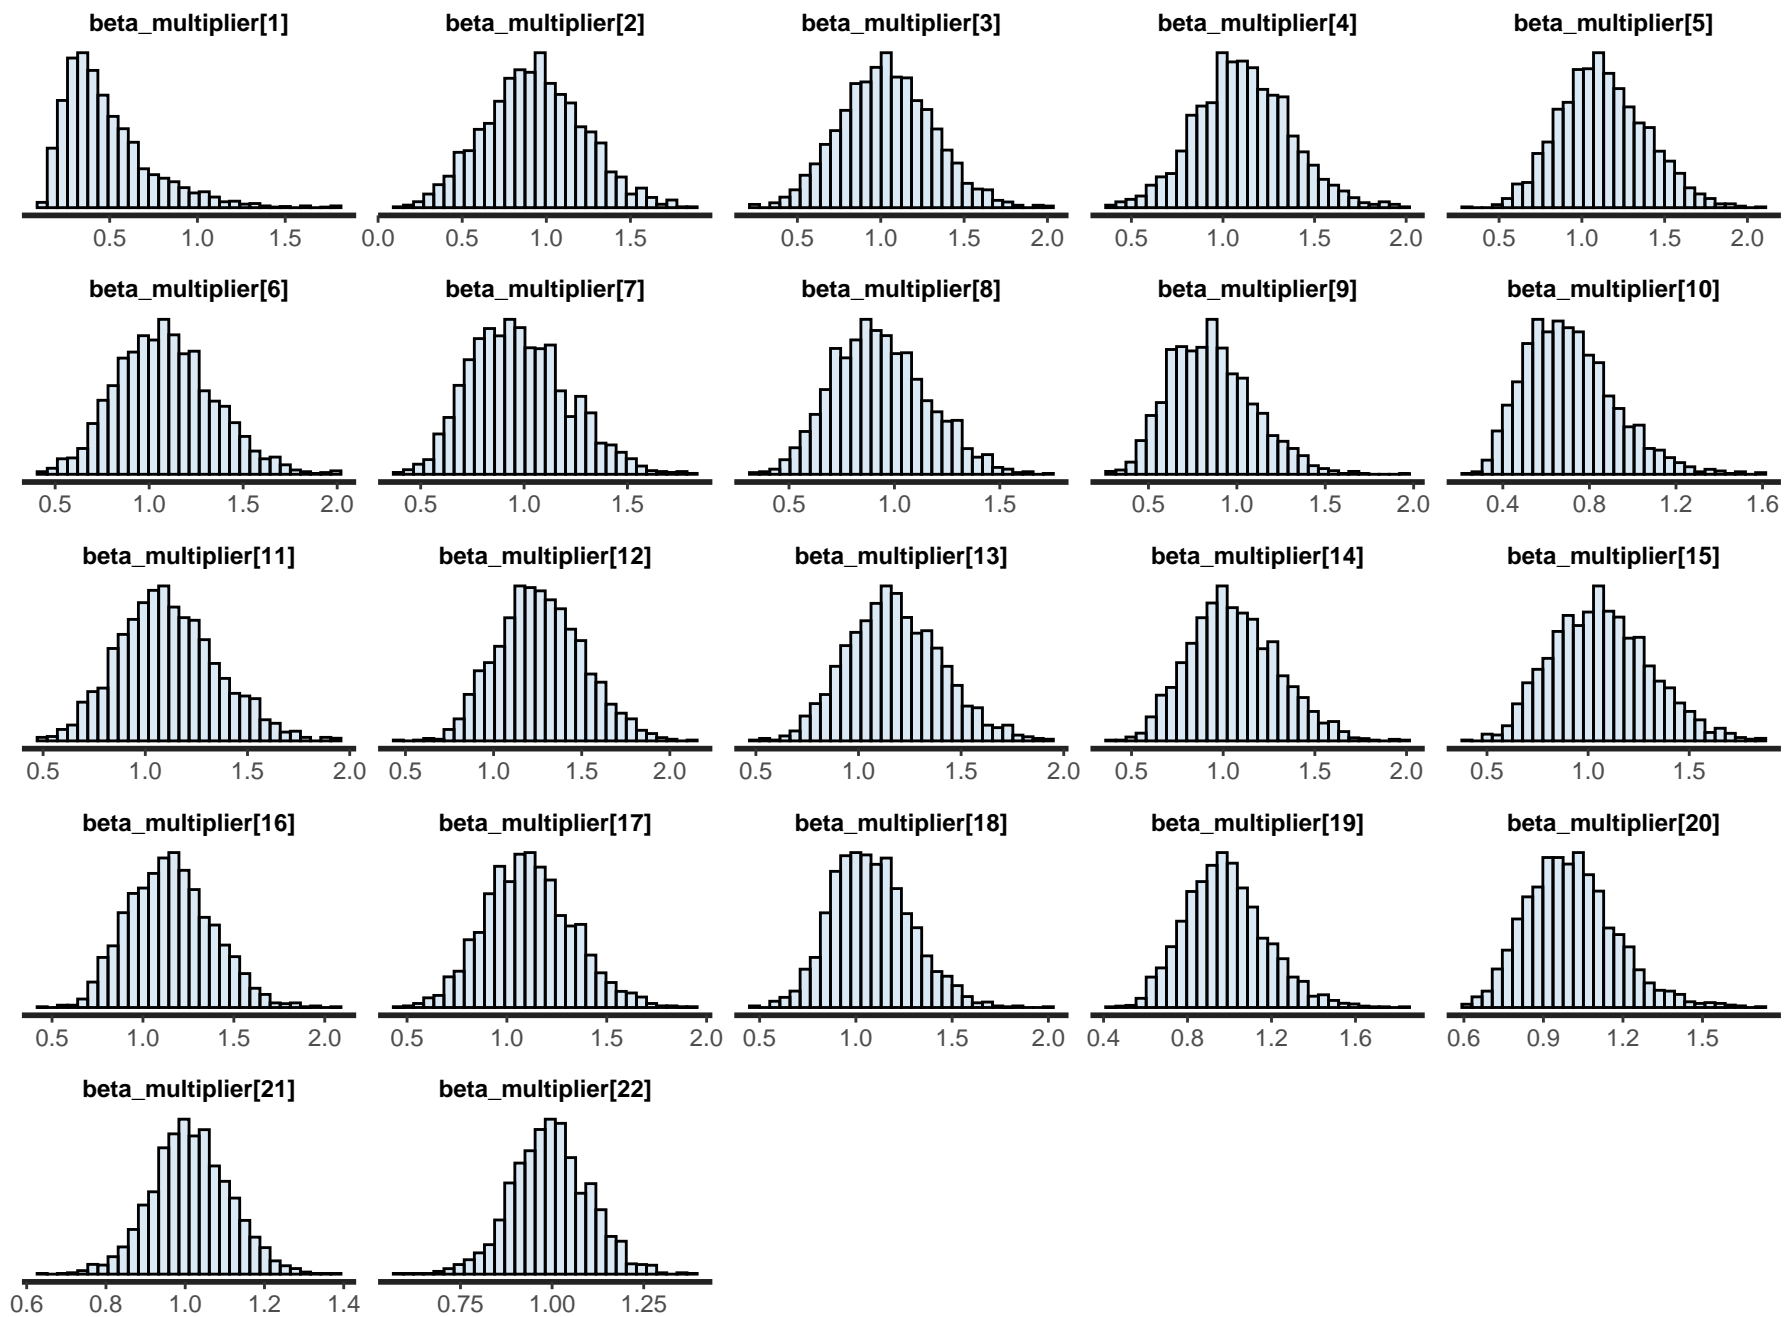 beta_multiplier[1] beta_multiplier[2] beta_multiplier[3] beta_multiplier[4] beta_multiplier[5]
0.5 1.0 1.5 0.0 0.5 1.0 1.5 0.5 1.0 1.5 2.0 0.5 1.0 1.5 2.0 0.5 1.0 1.5 2.0
beta_multiplier[6] beta_multiplier[7] beta_multiplier[8] beta_multiplier[9] beta_multiplier[10]
0.5 1.0 1.5 2.0 0.5 1.0 1.5 0.5 1.0 1.5 0.5 1.0 1.5 2.0 0.4 0.8 1.2 1.6
beta_multiplier[11] beta_multiplier[12] beta_multiplier[13] beta_multiplier[14] beta_multiplier[15]
0.5 1.0 1.5 2.0 0.5 1.0 1.5 2.0 0.5 1.0 1.5 2.0 0.5 1.0 1.5 2.0 0.5 1.0 1.5
beta_multiplier[16] beta_multiplier[17] beta_multiplier[18] beta_multiplier[19] beta_multiplier[20]
0.5 1.0 1.5 2.0 0.5 1.0 1.5 2.0 0.5 1.0 1.5 2.0 0.4 0.8 1.2 1.6 0.6 0.9 1.2 1.5
beta_multiplier[21] beta_multiplier[22]
0.6 0.8 1.0 1.2 1.4 0.75 1.00 1.25